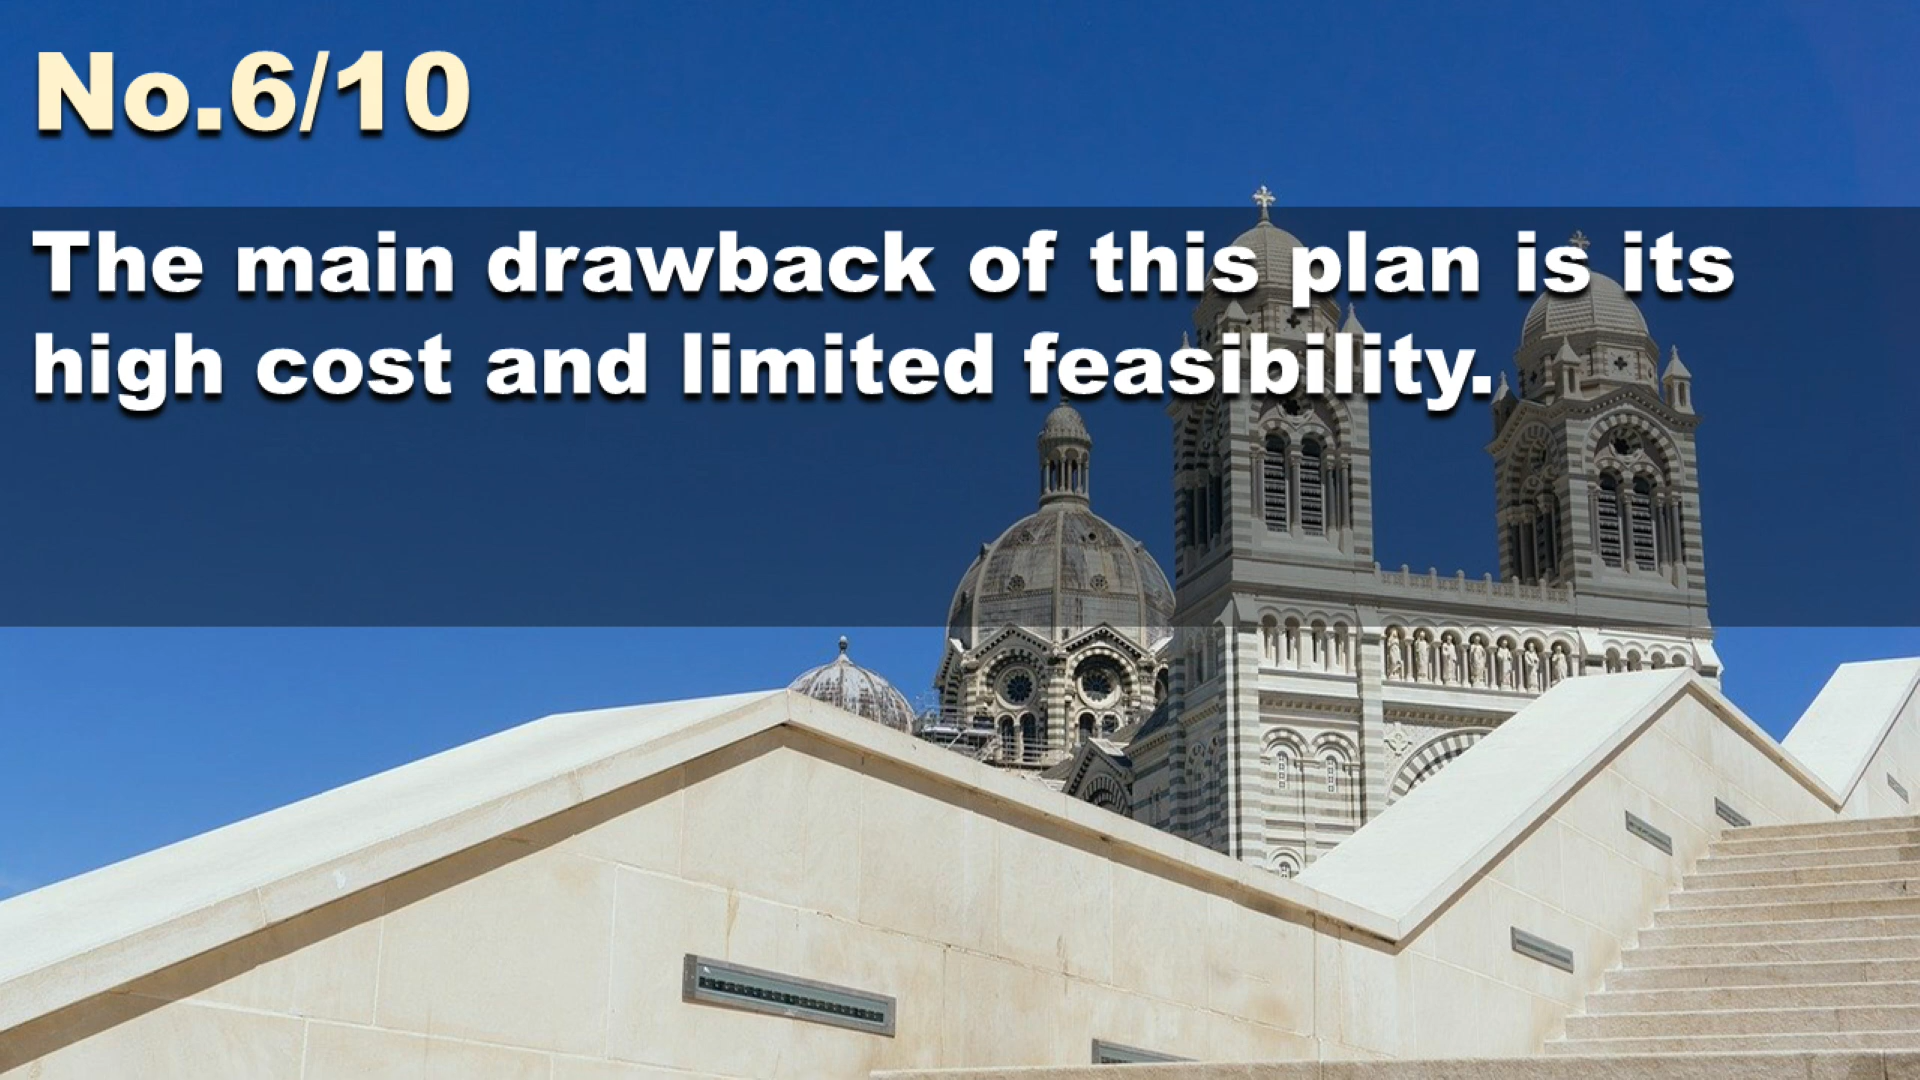 No.6/10
The main drawback of this plan is its
high cost and limited feasibility.